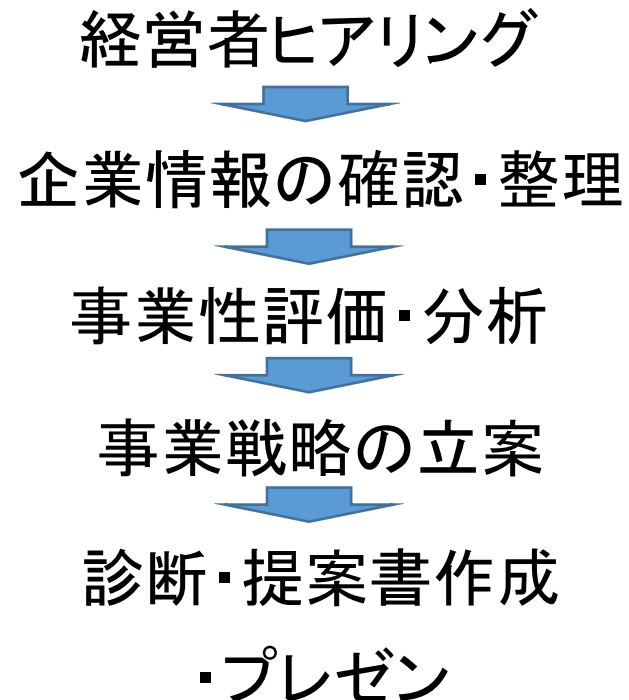 経営者ヒアリング
企業情報の確認・整理
事業性評価・分析
事業戦略の立案
診断・提案書作成
・プレゼン